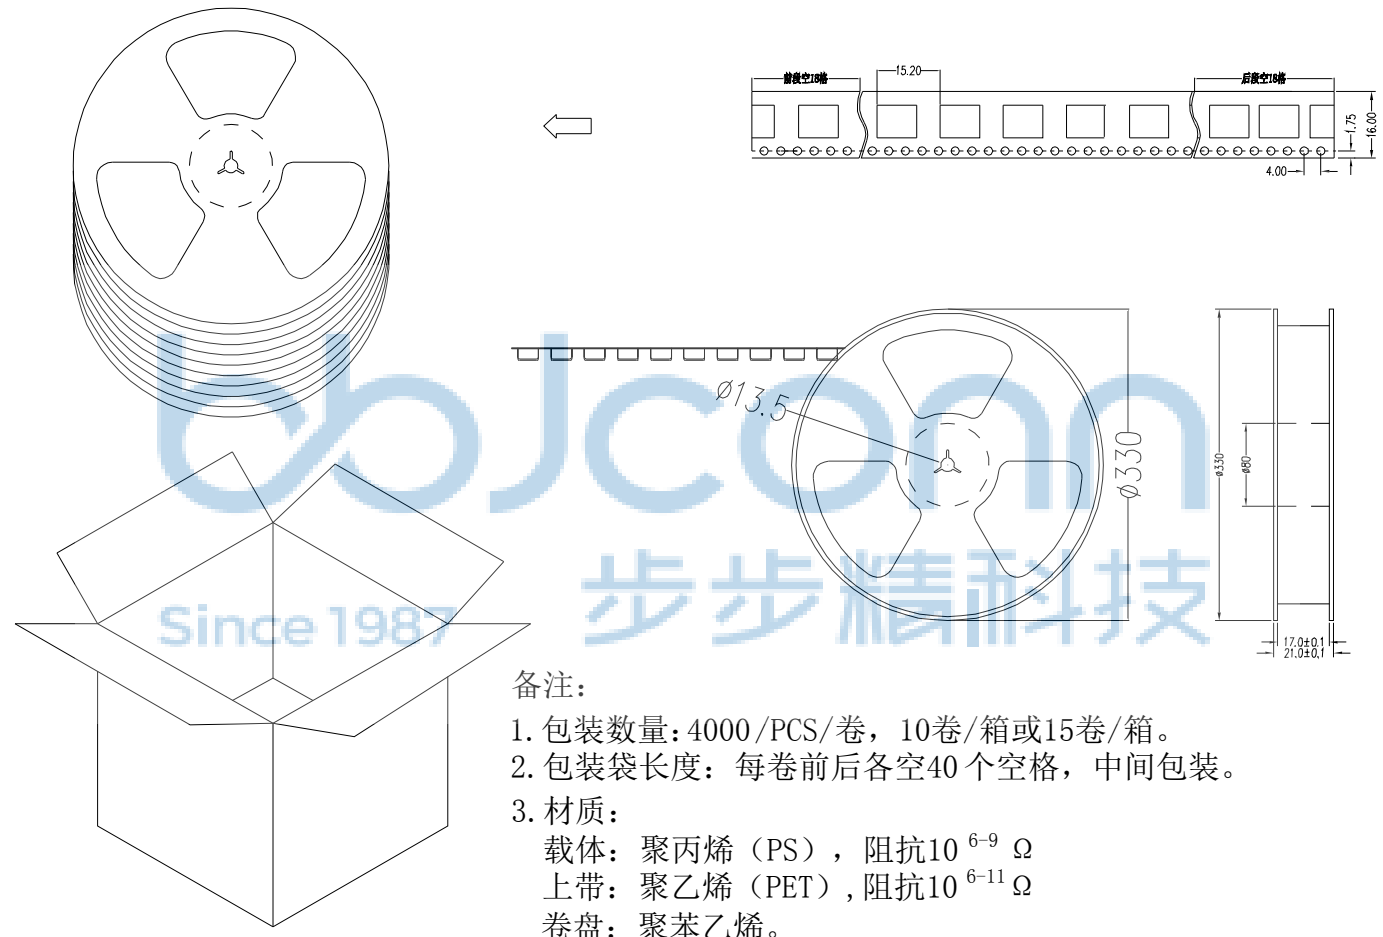 前段空18格
15.20
后段空18格
1.75
16.00
4.00
bbJconn
Ø13.5
ø330
ø330
ø80
步步精科技
Since 1987
17.0±0.1
21.0±0.1
备注：
1.包装数量:4000/PCS/卷，10卷/箱或15卷/箱。
2.包装袋长度：每卷前后各空40个空格，中间包装。
3.材质：
载体：聚丙烯（PS），阻抗10 6-9 Ω
上带：聚乙烯（PET）,阻抗10 6-11 Ω
卷盘：聚苯乙烯。